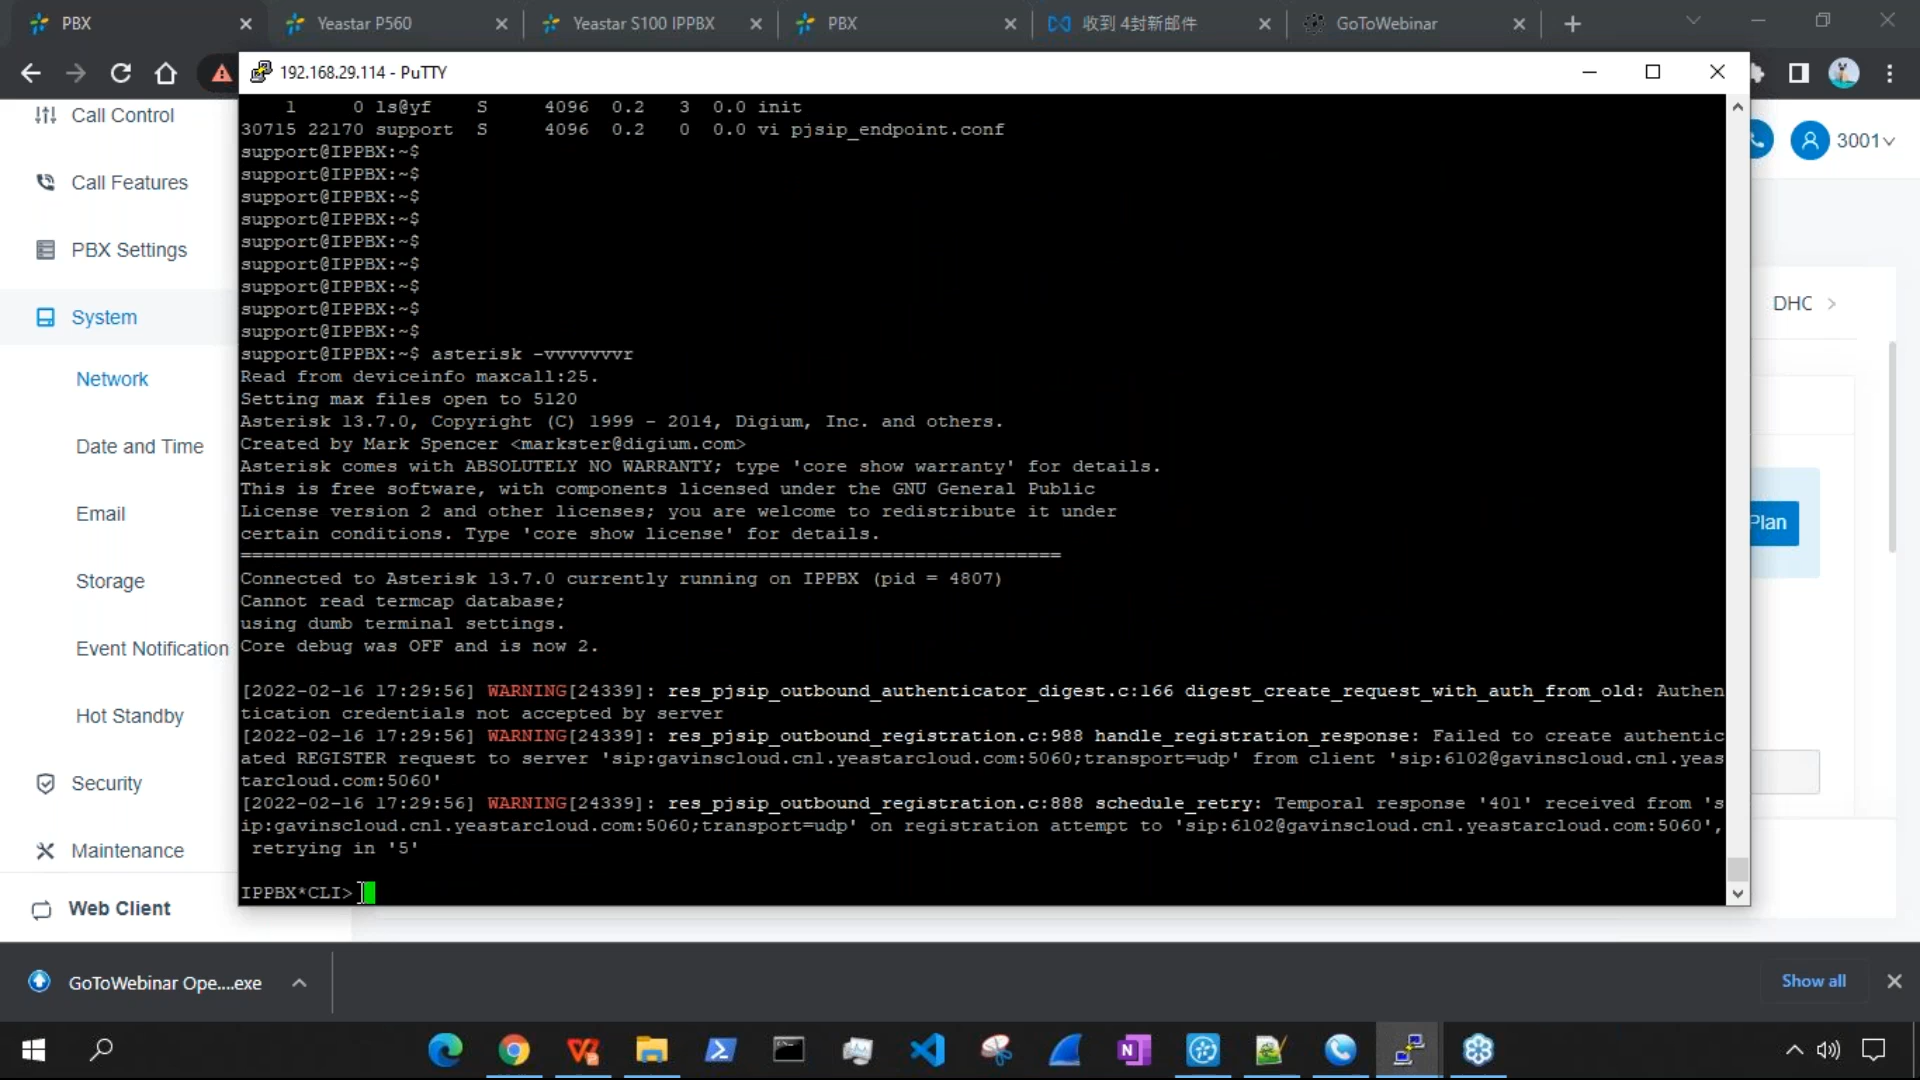 PBX
Yeastar P560
Yeastar S100 IPPBX
PBX
收到 4封新邮件
GoToWebinar
192.168.29.114 - PuTTY
Call Control
Call Features
PBX Settings
System
Network
Date and Time
Email
Storage
Event Notification
Hot Standby
Security
Maintenance
Web Client
1 0 ls@yf S 4096 0.2 3 0.0 init
30715 22170 support S 4096 0.2 0 0.0 vi pjsip_endpoint.conf
support@IPPBX:~$
support@IPPBX:~$
support@IPPBX:~$
support@IPPBX:~$
support@IPPBX:~$
support@IPPBX:~$
support@IPPBX:~$
support@IPPBX:~$
support@IPPBX:~$
support@IPPBX:~$ asterisk -vvvvvvvr
Read from deviceinfo maxcall:25.
Setting max files open to 5120
Asterisk 13.7.0, Copyright (C) 1999 - 2014, Digium, Inc. and others.
Created by Mark Spencer <markster@digium.com>
Asterisk comes with ABSOLUTELY NO WARRANTY; type 'core show warranty' for details.
This is free software, with components licensed under the GNU General Public
License version 2 and other licenses; you are welcome to redistribute it under
certain conditions. Type 'core show license' for details.
=========================================================================
Connected to Asterisk 13.7.0 currently running on IPPBX (pid = 4807)
Cannot read termcap database;
using dumb terminal settings.
Core debug was OFF and is now 2.
[2022-02-16 17:29:56] WARNING[24339]: res_pjsip_outbound_authenticator_digest.c:166 digest_create_request_with_auth_from_old: Authen
tication credentials not accepted by server
[2022-02-16 17:29:56] WARNING[24339]: res_pjsip_outbound_registration.c:988 handle_registration_response: Failed to create authentic
ated REGISTER request to server 'sip:gavinscloud.cn1.yeastarcloud.com:5060;transport=udp' from client 'sip:6102@gavinscloud.cn1.yeas
tarcloud.com:5060'
[2022-02-16 17:29:56] WARNING[24339]: res_pjsip_outbound_registration.c:888 schedule_retry: Temporal response '401' received from 's
ip:gavinscloud.cn1.yeastarcloud.com:5060;transport=udp' on registration attempt to 'sip:6102@gavinscloud.cn1.yeastarcloud.com:5060',
retrying in '5'
IPPBX*CLI>
3001
DHC
Plan
GoToWebinar Ope....exe
Show all